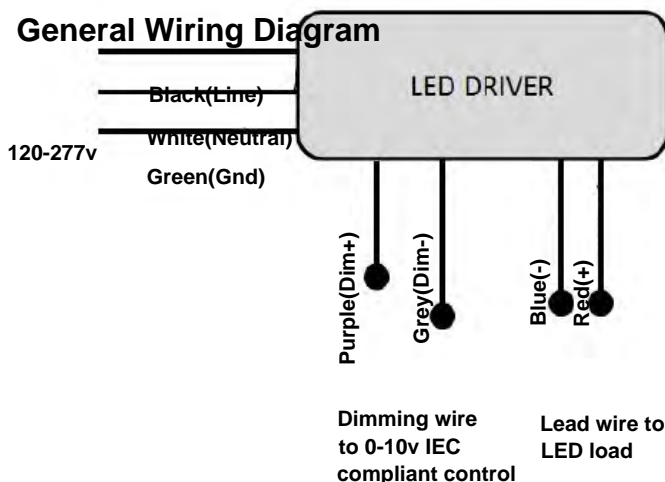 General Wiring Diagram
LED DRIVER
Black(Line)
White(Neutral)
120-277v
Green(Gnd)
Purple(Dim+)
Grey(Dim-)
Blue(-)
Red(+)
Dimming wire
to 0-10v IEC
compliant control
Lead wire to
LED load